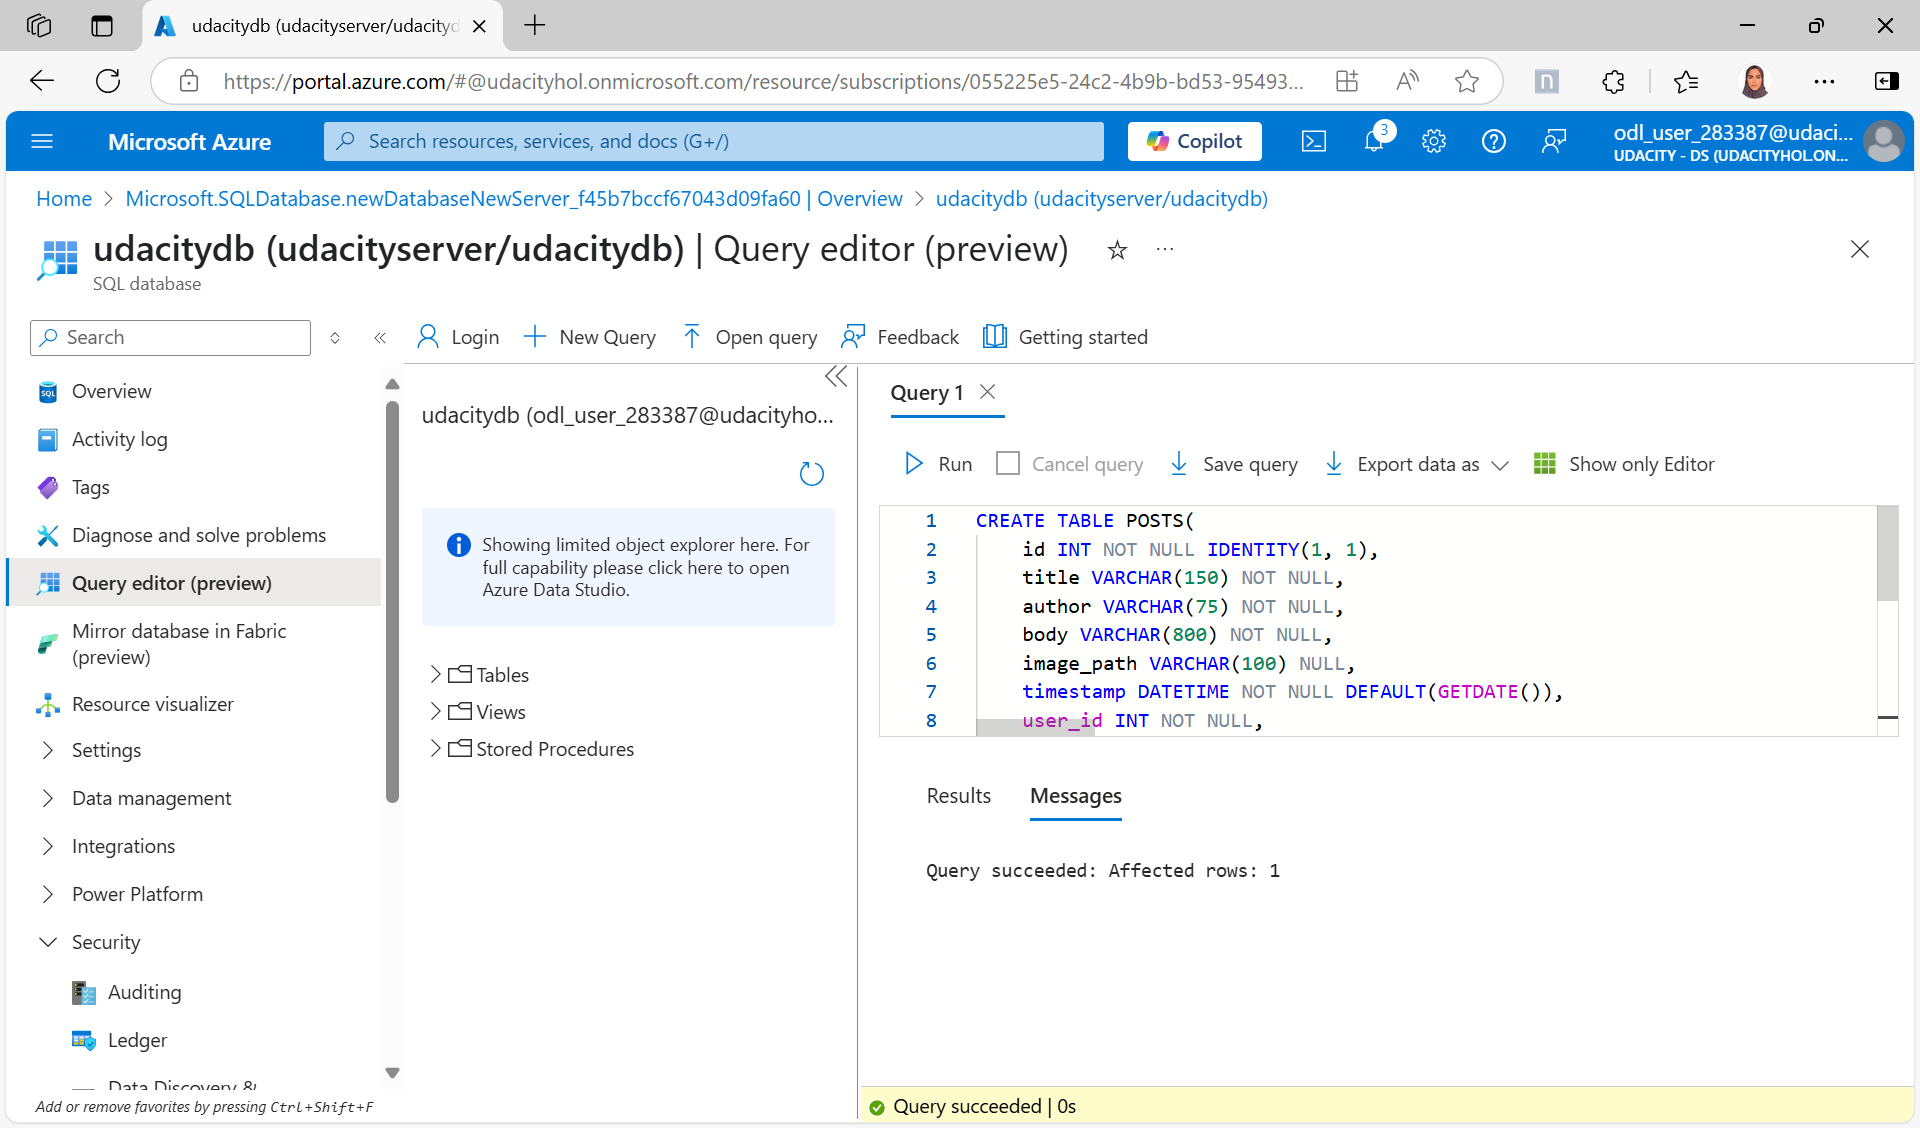 udacitydb (udacityserver/udacityd
https://portal.azure.com/#@udacityhol.onmicrosoft.com/resource/subscriptions/055225e5-24c2-4b9b-bd53-95493...
Microsoft Azure
Search resources, services, and docs (G+/)
Copilot
3
odl_user_283387@udaci...
UDACITY - DS (UDACITYHOL.ON...
Home > Microsoft.SQLDatabase.newDatabaseNewServer_f45b7bccf67043d09fa60 | Overview > udacitydb (udacityserver/udacitydb)
udacitydb (udacityserver/udacitydb) | Query editor (preview)
SQL database
Search
Login
New Query
Open query
Feedback
Getting started
Overview
Activity log
Tags
Diagnose and solve problems
Query editor (preview)
Mirror database in Fabric
(preview)
Resource visualizer
Settings
Data management
Integrations
Power Platform
Security
Auditing
Ledger
Data Discovery &
Add or remove favorites by pressing Ctrl+Shift+F
udacitydb (odl_user_283387@udacityho...
Showing limited object explorer here. For
full capability please click here to open
Azure Data Studio.
Tables
Views
Stored Procedures
Query 1
Run
Cancel query
Save query
Export data as
Show only Editor
1 CREATE TABLE POSTS(
2 id INT NOT NULL IDENTITY(1, 1),
3 title VARCHAR(150) NOT NULL,
4 author VARCHAR(75) NOT NULL,
5 body VARCHAR(800) NOT NULL,
6 image_path VARCHAR(100) NULL,
7 timestamp DATETIME NOT NULL DEFAULT(GETDATE()),
8 user_id INT NOT NULL,
Results
Messages
Query succeeded: Affected rows: 1
Query succeeded | 0s